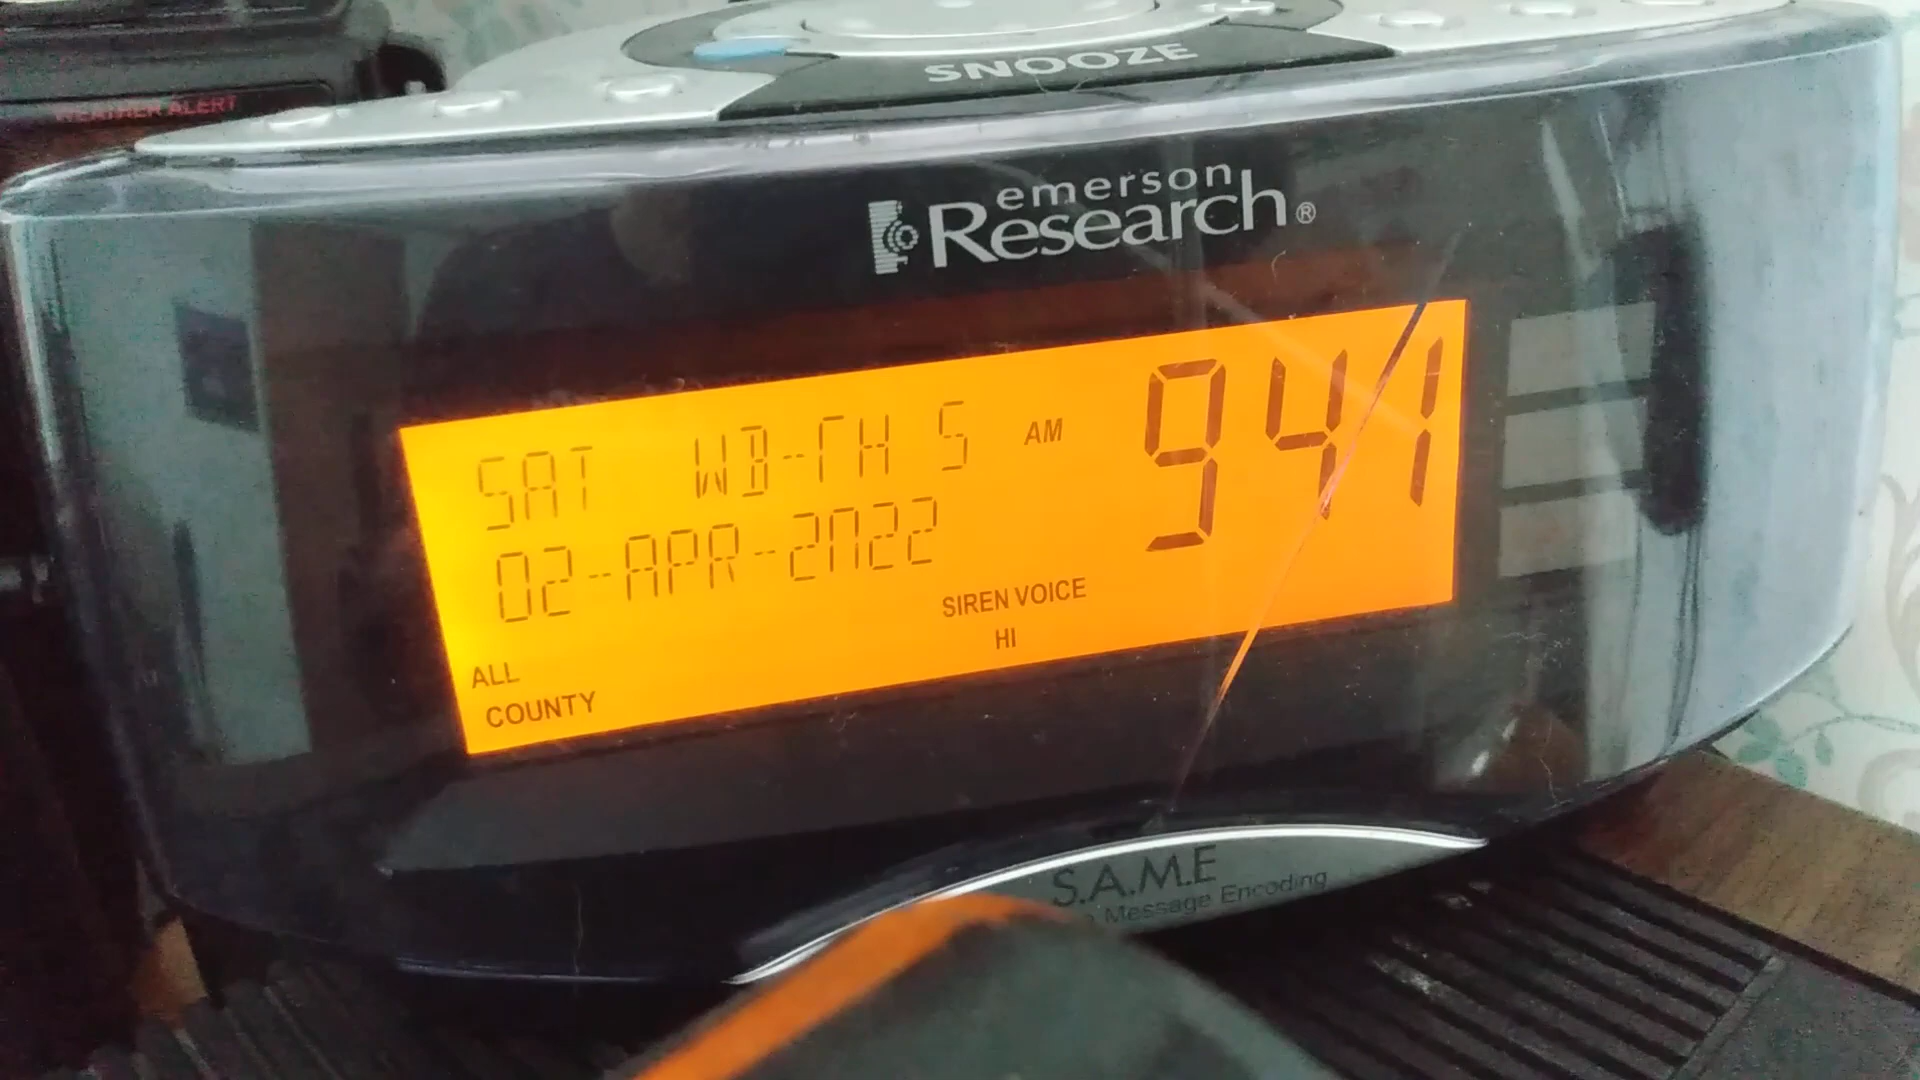 WEATHER ALERT
SNOOZE
emerson
Research®
SAT WB-CH 5 AM 941
02-APR-2022
SIREN VOICE
HI
ALL
COUNTY
S.A.M.E
Message Encoding